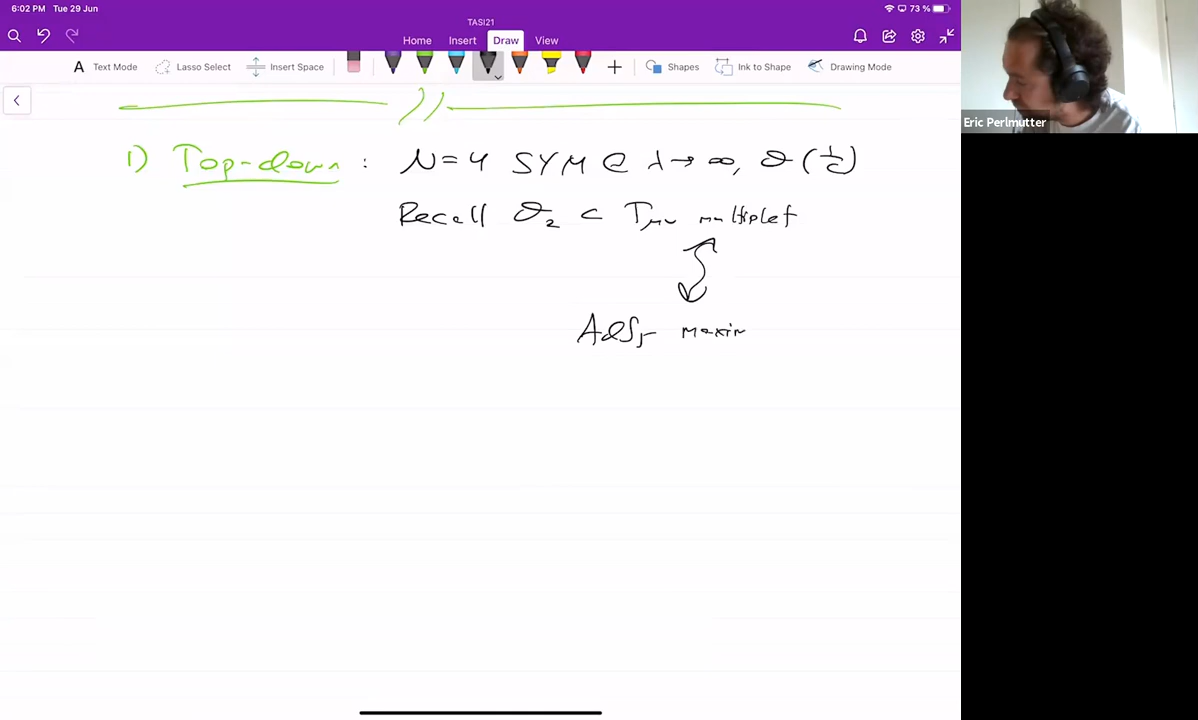 6:02 PM Tue 29 Jun
73 %
TASI21
Home Insert Draw View
Text Mode Lasso Select Insert Space Shapes Ink to Shape Drawing Mode
Eric Perlmutter
1) Top-down : N=4 SYM @ λ→∞, O(1/c)
Recall O₂ ⊂ Tμν multiplet
AdS₅ maxim